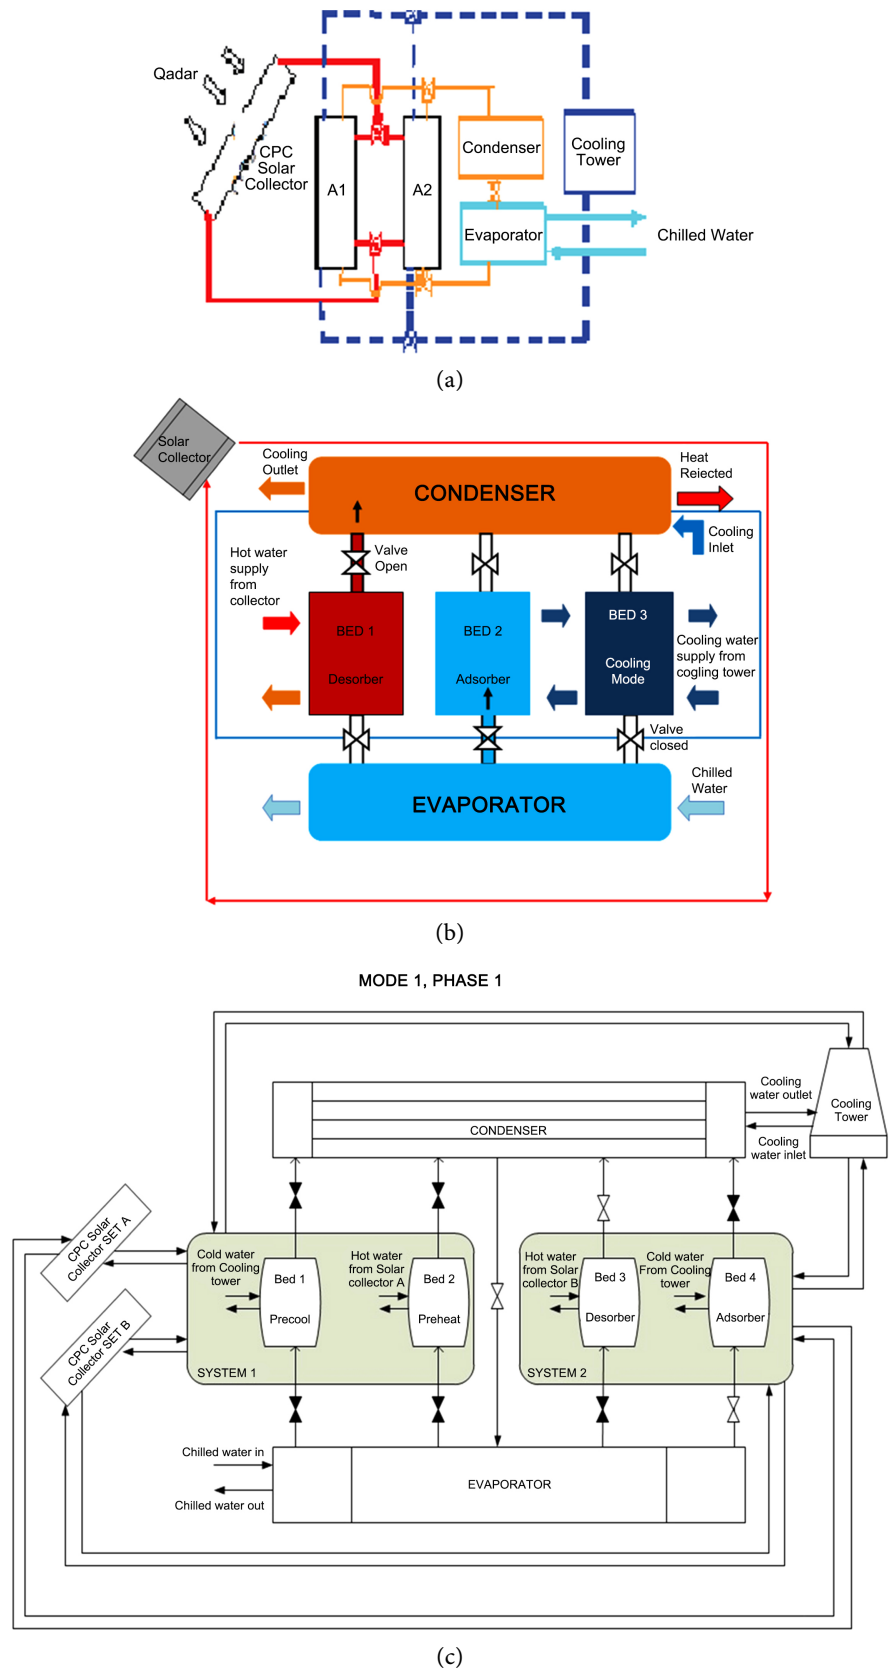 Qadar
CPC
Solar
Collector
A1
A2
Condenser
Cooling
Tower
Evaporator
Chilled Water
(a)
Solar
Collector
Cooling
Outlet
CONDENSER
Heat
Reiected
Cooling
Inlet
Hot water
supply
from
collector
Valve
Open
BED 1
Desorber
BED 2
Adsorber
BED 3
Cooling
Mode
Cooling water
supply from
cogling tower
Valve
closed
EVAPORATOR
Chilled
Water
(b)
MODE 1, PHASE 1
Cooling
water outlet
Cooling
Tower
CONDENSER
Cooling
water inlet
CPC Solar
Collector SET A
CPC Solar
Collector SET B
Cold water
from Cooling
tower
Bed 1
Precool
Hot water
from Solar
collector A
Bed 2
Preheat
SYSTEM 1
Hot water
from Solar
collector B
Bed 3
Desorber
Cold water
From Cooling
tower
Bed 4
Adsorber
SYSTEM 2
Chilled water in
EVAPORATOR
Chilled water out
(c)